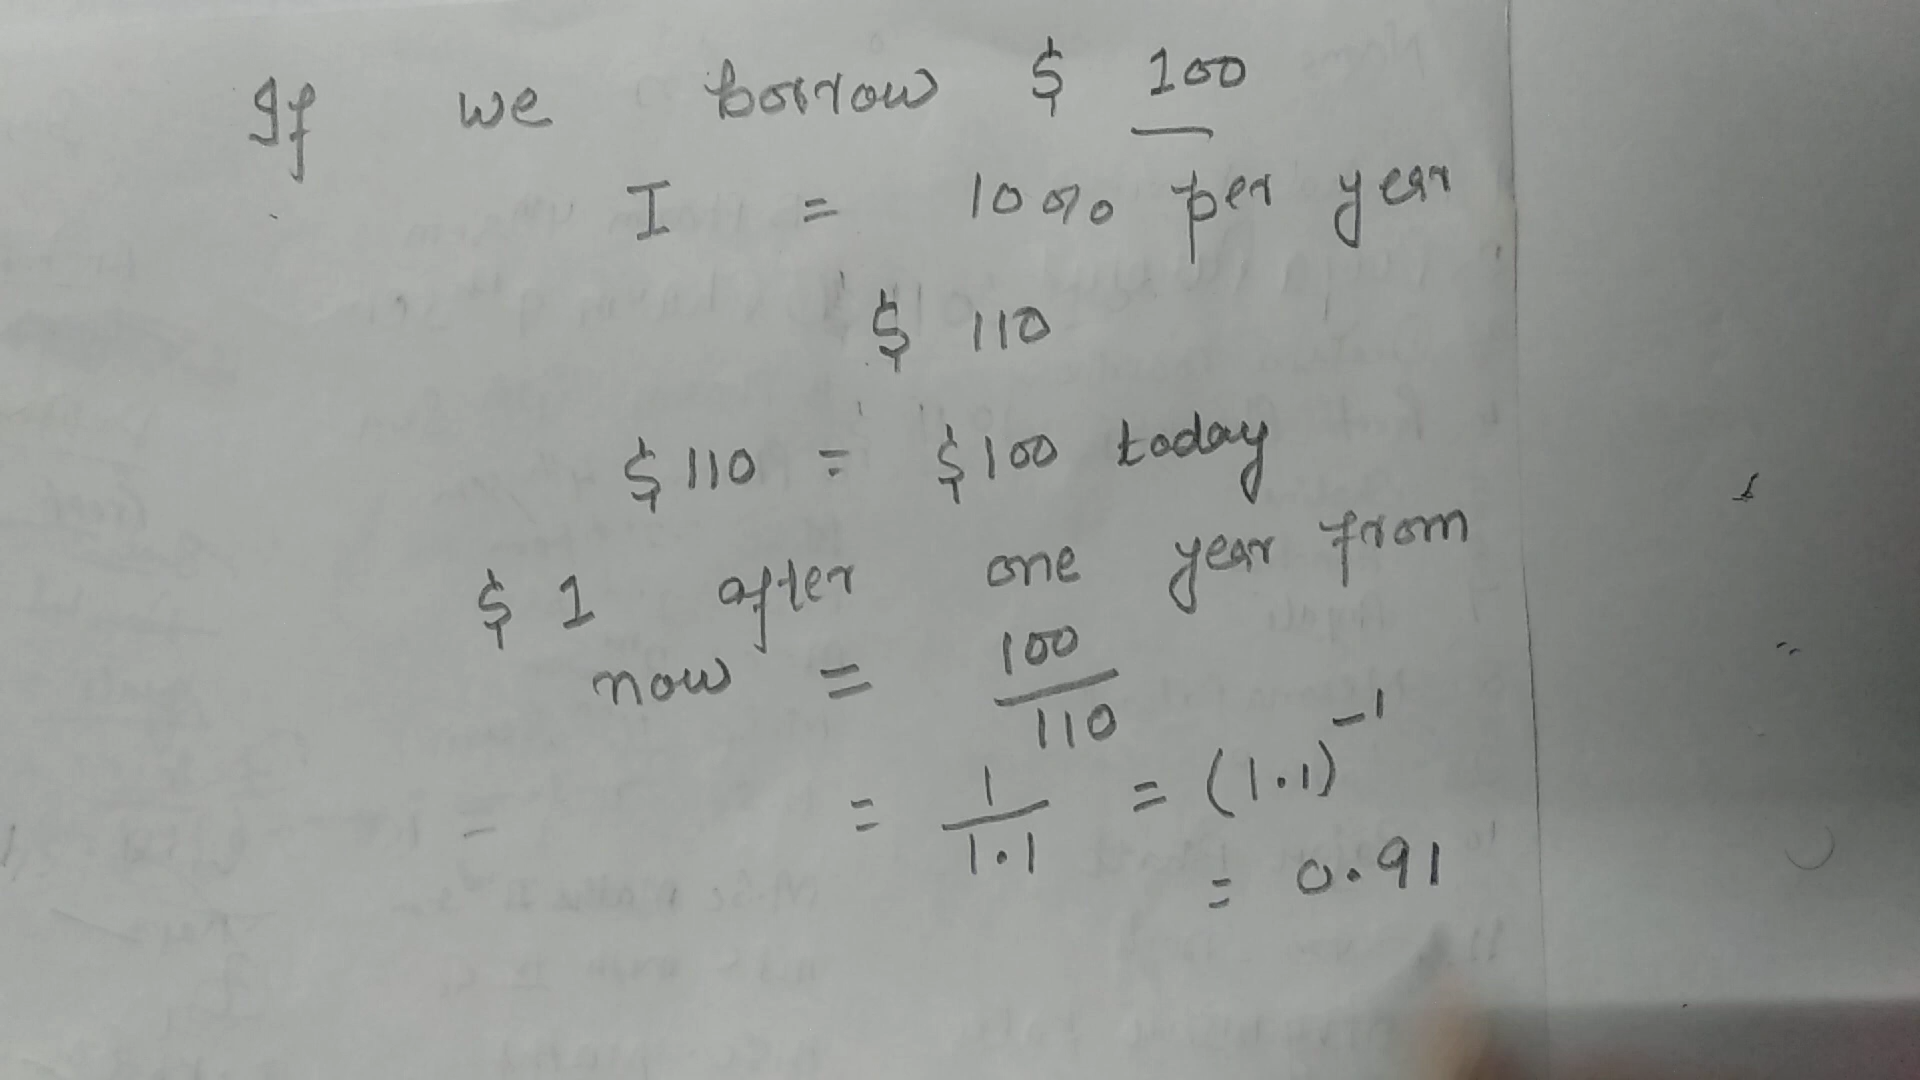 If we borrow $ 100
I = 10% per year
$ 110
$110 = $100 today
$ 1 after one year from
now = 100/110
= 1/1.1 = (1.1)⁻¹
= 0.91